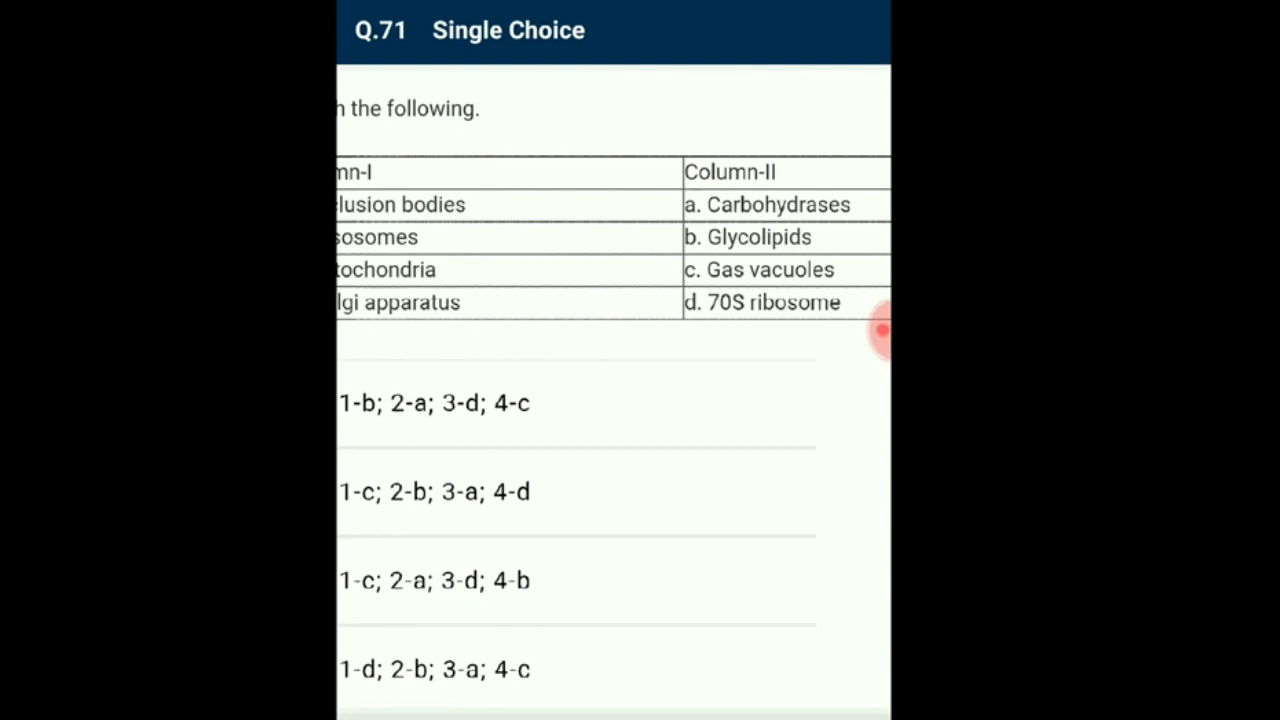 Q.71 Single Choice
the following.
mn-I Column-II
lusion bodies a. Carbohydrases
sosomes b. Glycolipids
tochondria c. Gas vacuoles
lgi apparatus d. 70S ribosome
1-b; 2-a; 3-d; 4-c
1-c; 2-b; 3-a; 4-d
1-c; 2-a; 3-d; 4-b
1-d; 2-b; 3-a; 4-c